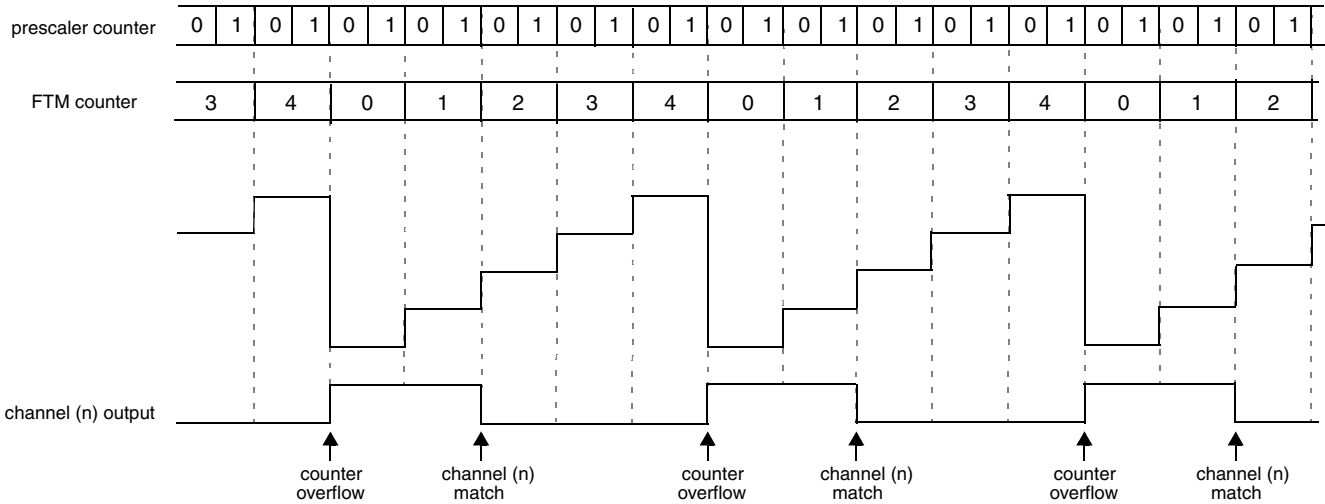 prescaler counter 0 1 0 1 0 1 0 1 0 1 0 1 0 1 0 1 0 1 0 1 0 1 0 1 0 1 0 1 0 1
FTM counter 3 4 0 1 2 3 4 0 1 2 3 4 0 1 2
channel (n) output
counter overflow
channel (n) match
counter overflow
channel (n) match
counter overflow
channel (n) match